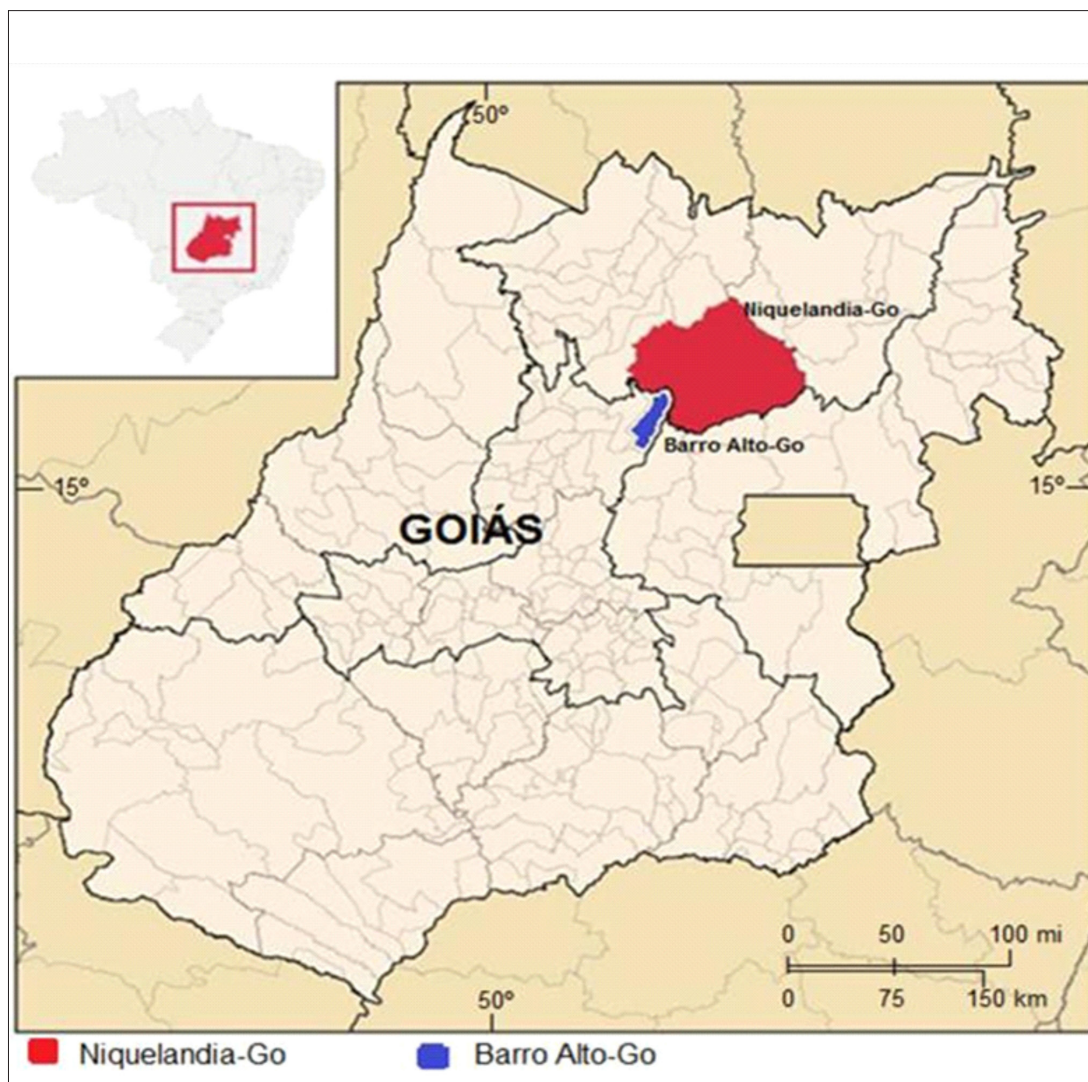 50º
Niquelandia-Go
Barro Alto-Go
15º
15º
GOIÁS
0 50 100 mi
0 75 150 km
50º
Niquelandia-Go Barro Alto-Go